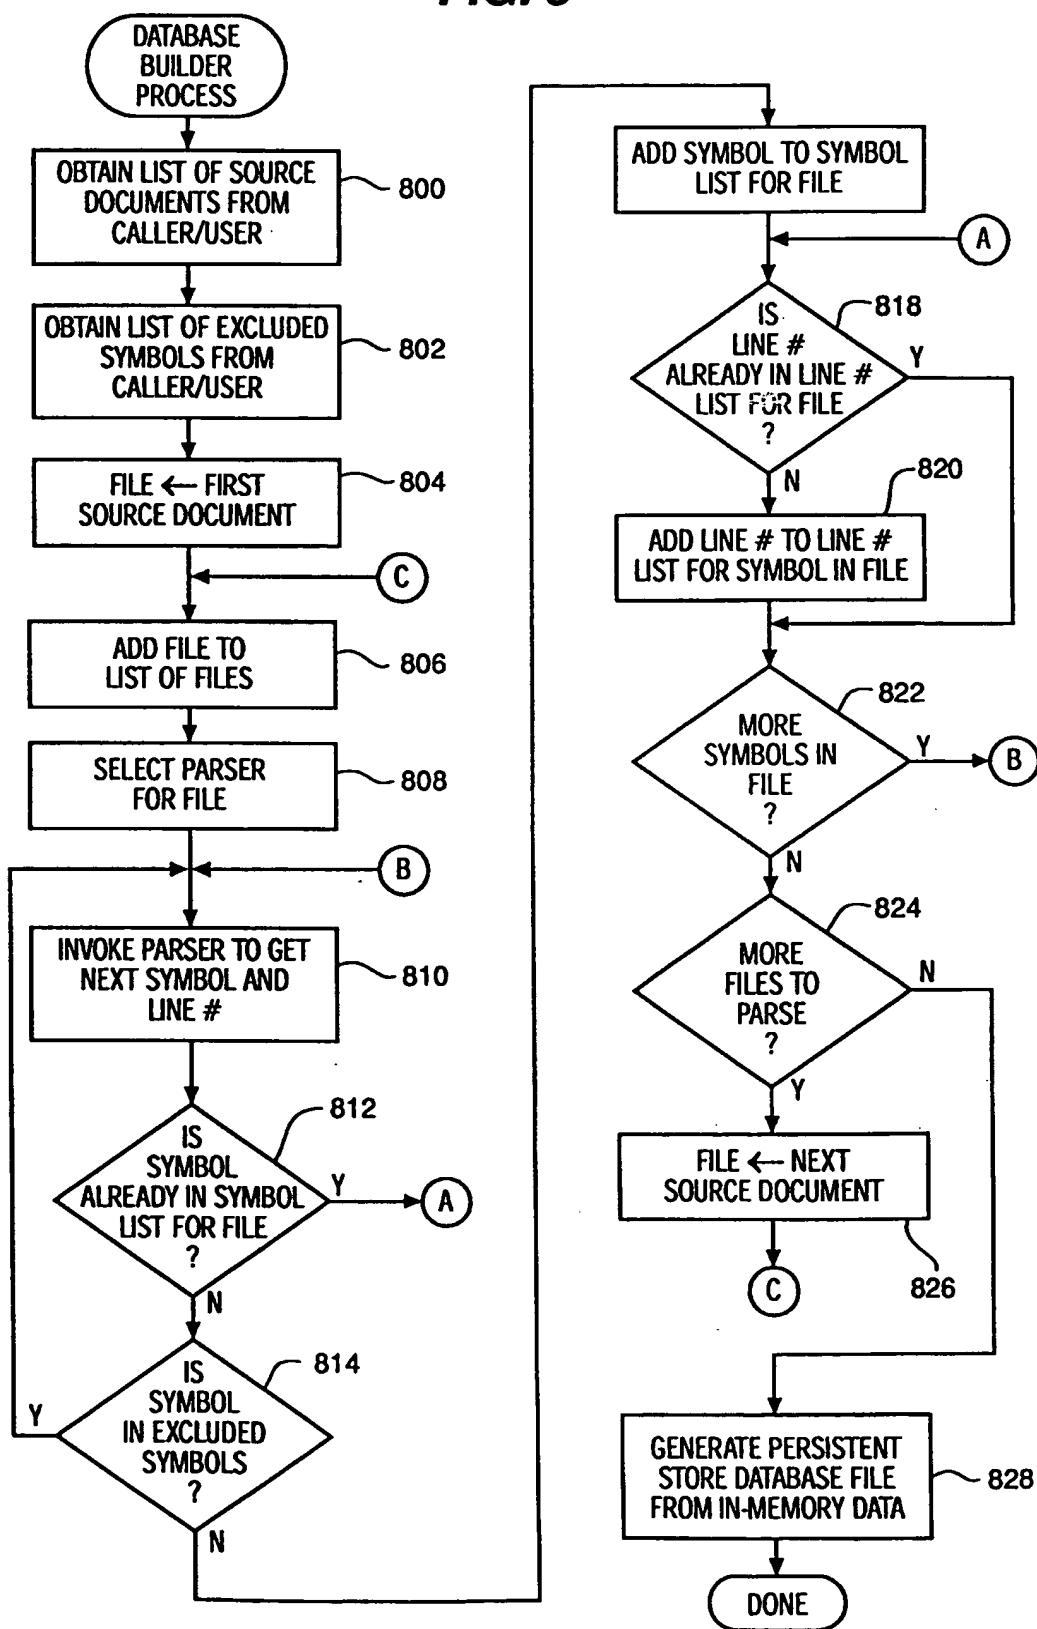 DATABASE
BUILDER
PROCESS
OBTAIN LIST OF SOURCE
DOCUMENTS FROM
CALLER/USER
800
OBTAIN LIST OF EXCLUDED
SYMBOLS FROM
CALLER/USER
802
FILE ← FIRST
SOURCE DOCUMENT
804
C
ADD FILE TO
LIST OF FILES
806
SELECT PARSER
FOR FILE
808
B
INVOKE PARSER TO GET
NEXT SYMBOL AND
LINE #
810
812
IS
SYMBOL
ALREADY IN SYMBOL
LIST FOR FILE
?
Y
A
N
814
IS
SYMBOL
IN EXCLUDED
SYMBOLS
?
Y
N
ADD SYMBOL TO SYMBOL
LIST FOR FILE
A
818
IS
LINE #
ALREADY IN LINE #
LIST FOR FILE
?
Y
N
820
ADD LINE # TO LINE #
LIST FOR SYMBOL IN FILE
822
MORE
SYMBOLS IN
FILE
?
Y
B
N
824
MORE
FILES TO
PARSE
?
N
Y
FILE ← NEXT
SOURCE DOCUMENT
826
C
GENERATE PERSISTENT
STORE DATABASE FILE
FROM IN-MEMORY DATA
828
DONE